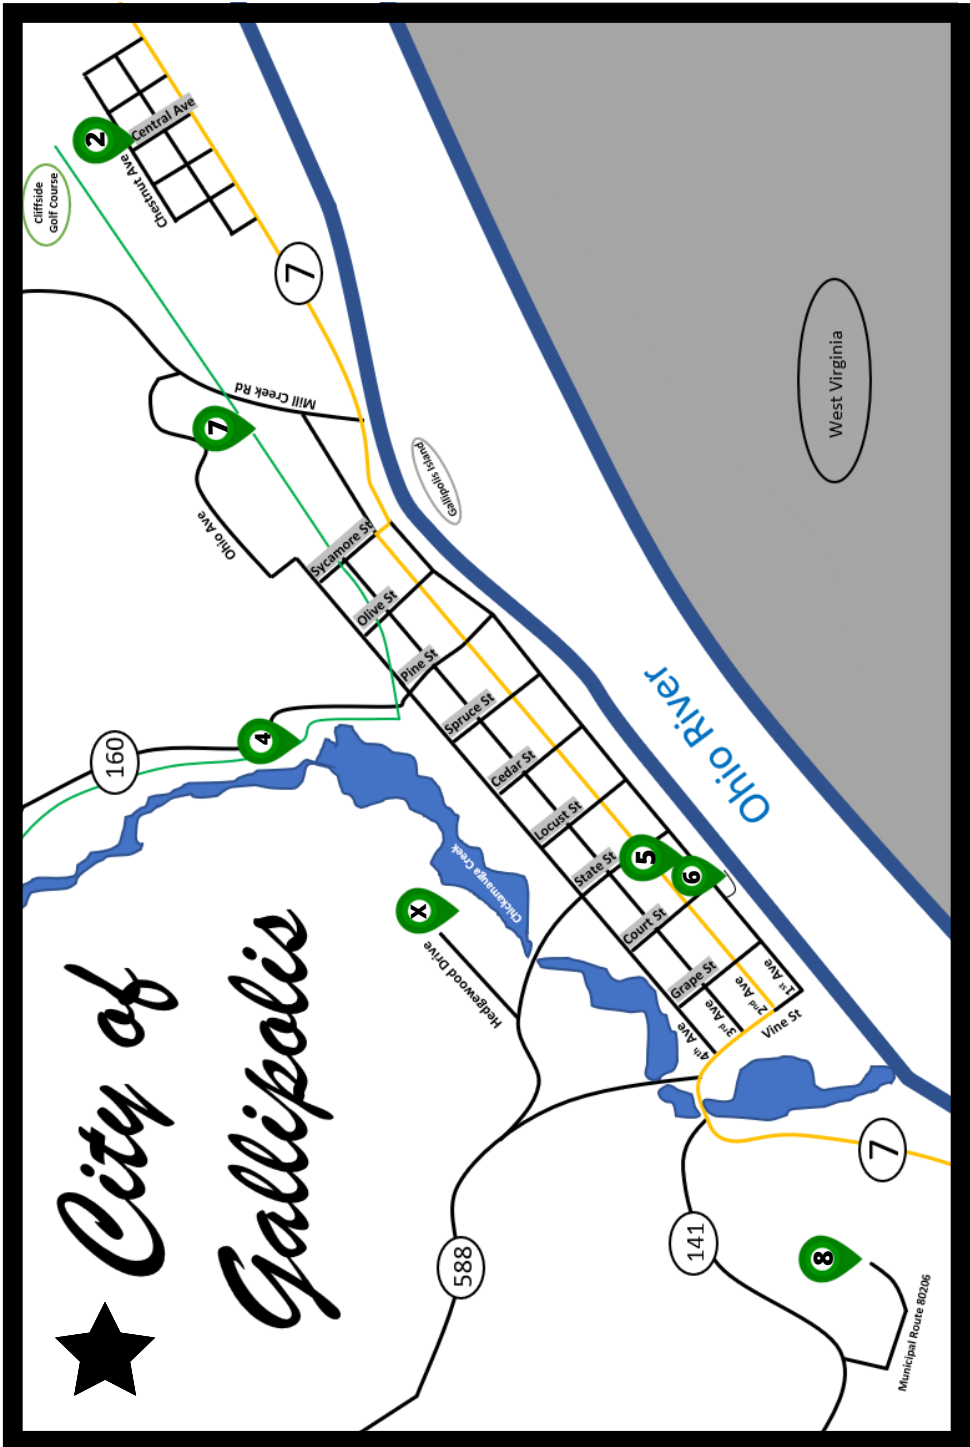 City of
Gallipolis
West Virginia
Ohio River
Gallipolis Island
Cliffside
Golf Course
Chickamauga Creek
Central Ave
Chestnut Ave
Mill Creek Rd
Ohio Ave
Sycamore St
Olive St
Pine St
Spruce St
Cedar St
Locust St
State St
Court St
Grape St
Vine St
1st Ave
2nd Ave
3rd Ave
4th Ave
Hedgewood Drive
Municipal Route 80206
7
7
160
588
141
2
7
4
5
6
X
8